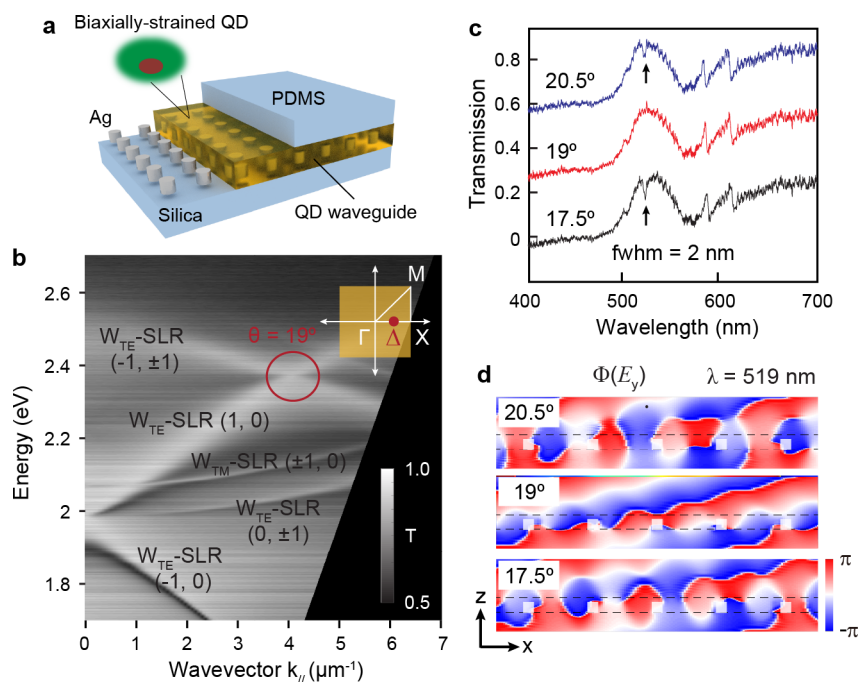 a
Biaxially-strained QD
Ag
PDMS
Silica
QD waveguide
b
2.6
2.4
2.2
2
1.8
Energy (eV)
W_TE-SLR
(-1, ±1)
θ = 19º
M
Γ
Δ
X
W_TE-SLR (1, 0)
W_TM-SLR (±1, 0)
W_TE-SLR
(0, ±1)
W_TE-SLR
(-1, 0)
1.0
T
0.5
0
1
2
3
4
5
6
7
Wavevector k_// (µm⁻¹)
c
0.8
0.6
0.4
0.2
0
Transmission
20.5º
19º
17.5º
fwhm = 2 nm
400
500
600
700
Wavelength (nm)
d
Φ(E_y)
λ = 519 nm
20.5º
19º
17.5º
π
-π
z
x